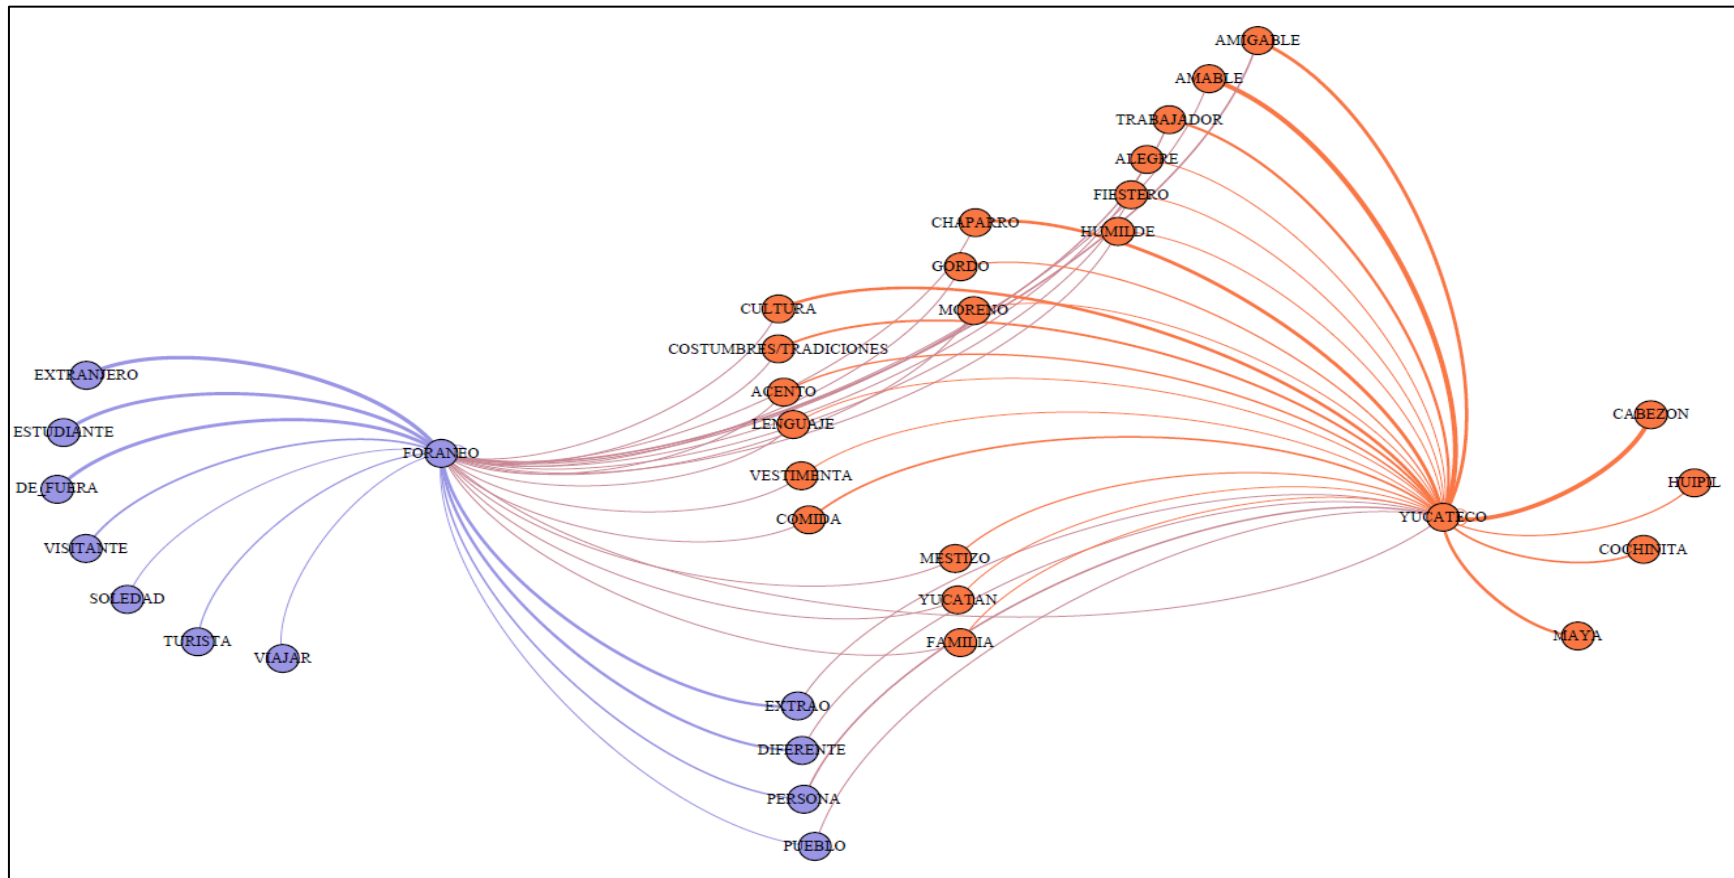 AMIGABLE
AMABLE
TRABAJADOR
ALEGRE
FIESTERO
CHAPARRO
HUMILDE
GORDO
CULTURA
MORENO
COSTUMBRES/TRADICIONES
EXTRANJERO
ACENTO
CABEZON
LENGUAJE
ESTUDIANTE
FORANEO
VESTIMENTA
HUIPIL
DE_FUERA
YUCATECO
COMIDA
VISITANTE
COCHINITA
MESTIZO
SOLEDAD
YUCATAN
MAYA
TURISTA
FAMILIA
VIAJAR
EXTRAO
DIFERENTE
PERSONA
PUEBLO